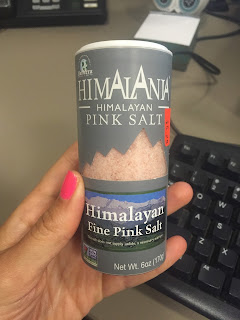 HIMALANIA
HIMALAYAN
PINK SALT
Himalayan
Fine Pink Salt
Net Wt. 6oz (170g)